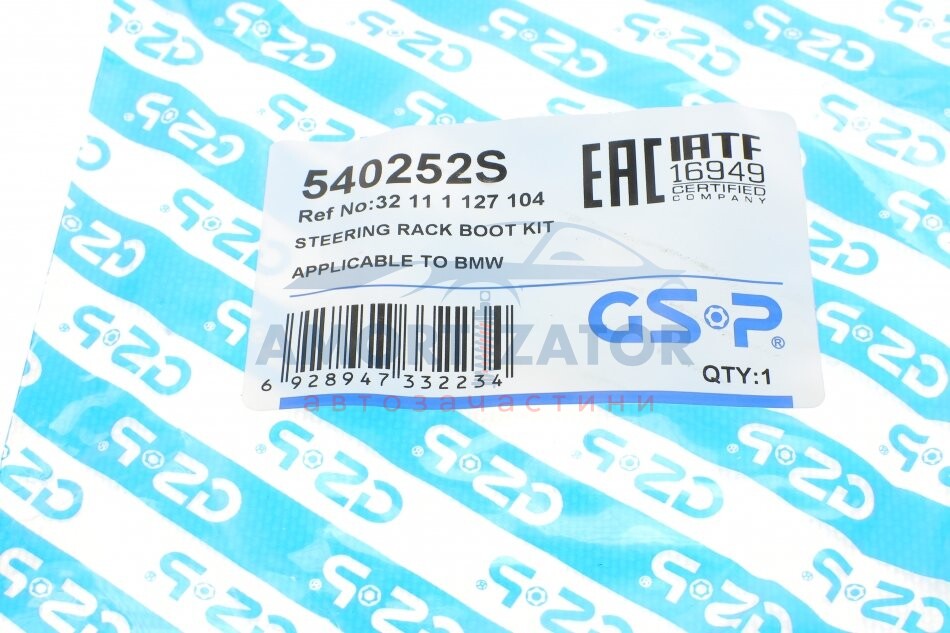 540252S
Ref No:32 11 1 127 104
STEERING RACK BOOT KIT
APPLICABLE TO BMW
EAC
IATF
16949
CERTIFIED
COMPANY
GSP®
AMORTIZATOR
6 928947 332234
QTY:1
автозачастини